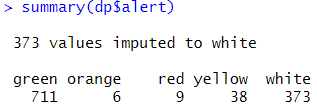 > summary(dp$alert)
373 values imputed to white
green orange red yellow white
711 6 9 38 373